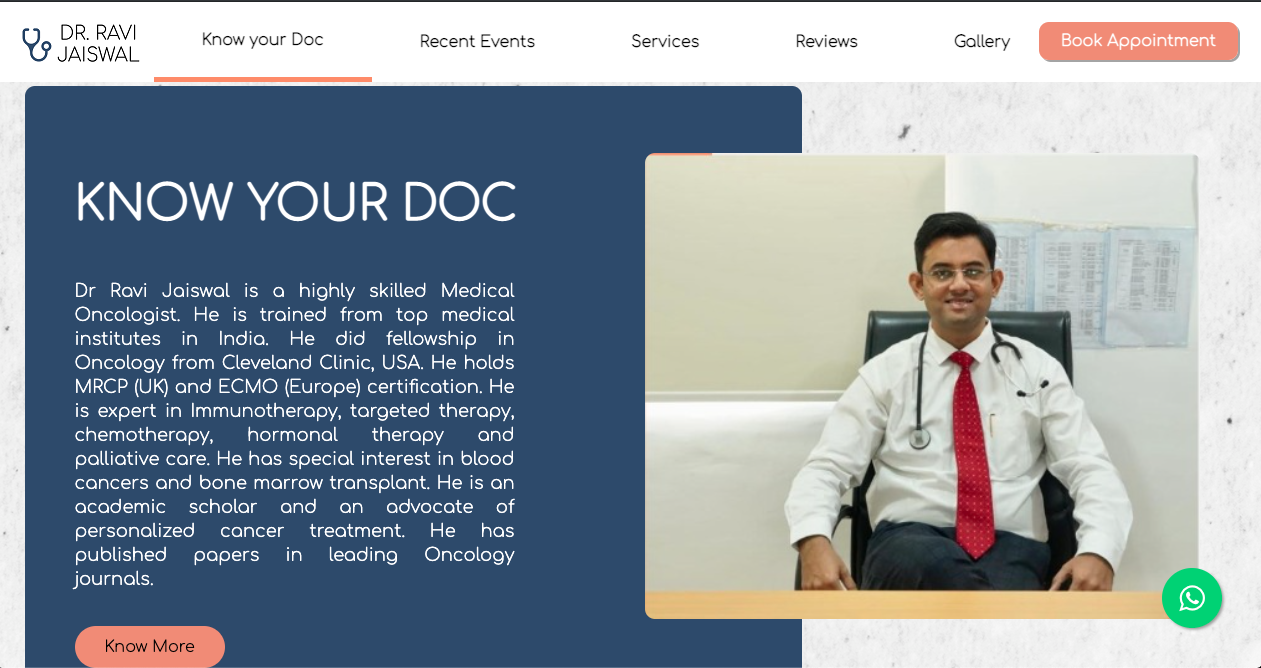 DR. RAVI
JAISWAL
Know your Doc
Recent Events
Services
Reviews
Gallery
Book Appointment
KNOW YOUR DOC
Dr Ravi Jaiswal is a highly skilled Medical
Oncologist. He is trained from top medical
institutes in India. He did fellowship in
Oncology from Cleveland Clinic, USA. He holds
MRCP (UK) and ECMO (Europe) certification. He
is expert in Immunotherapy, targeted therapy,
chemotherapy, hormonal therapy and
palliative care. He has special interest in blood
cancers and bone marrow transplant. He is an
academic scholar and an advocate of
personalized cancer treatment. He has
published papers in leading Oncology
journals.
Know More